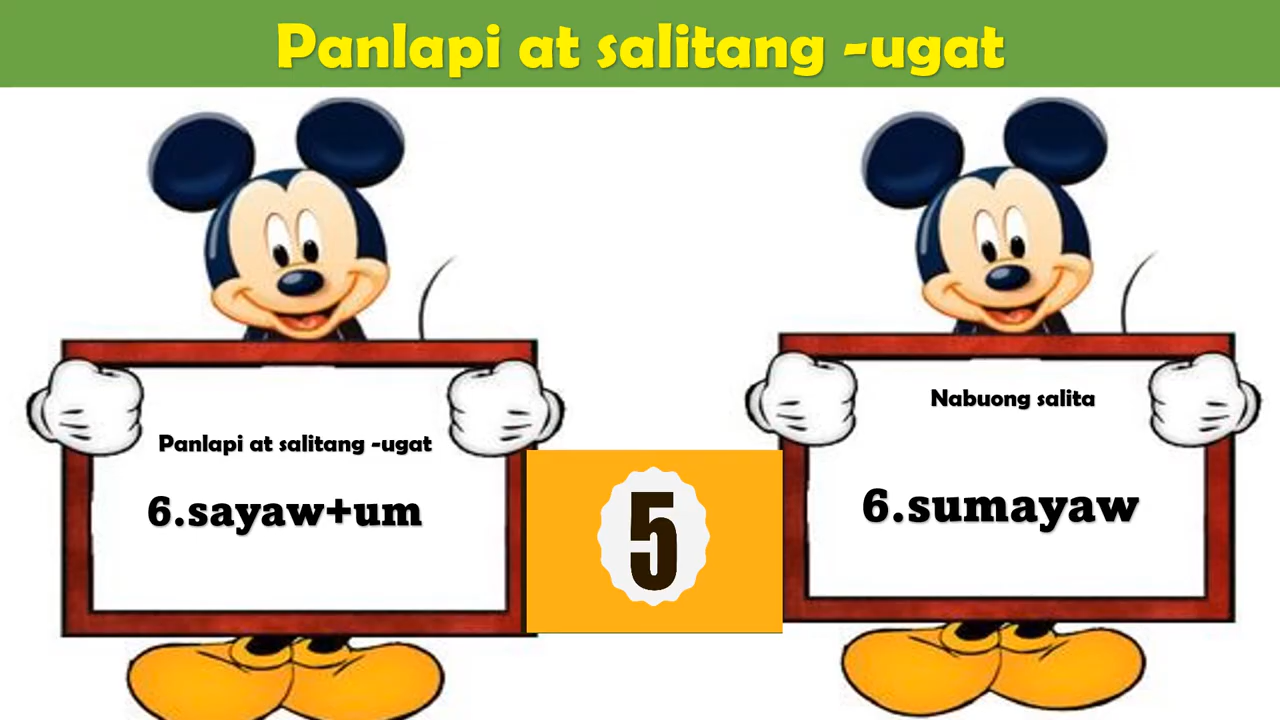 Panlapi at salitang -ugat
Panlapi at salitang -ugat
6.sayaw+um
5
Nabuong salita
6.sumayaw